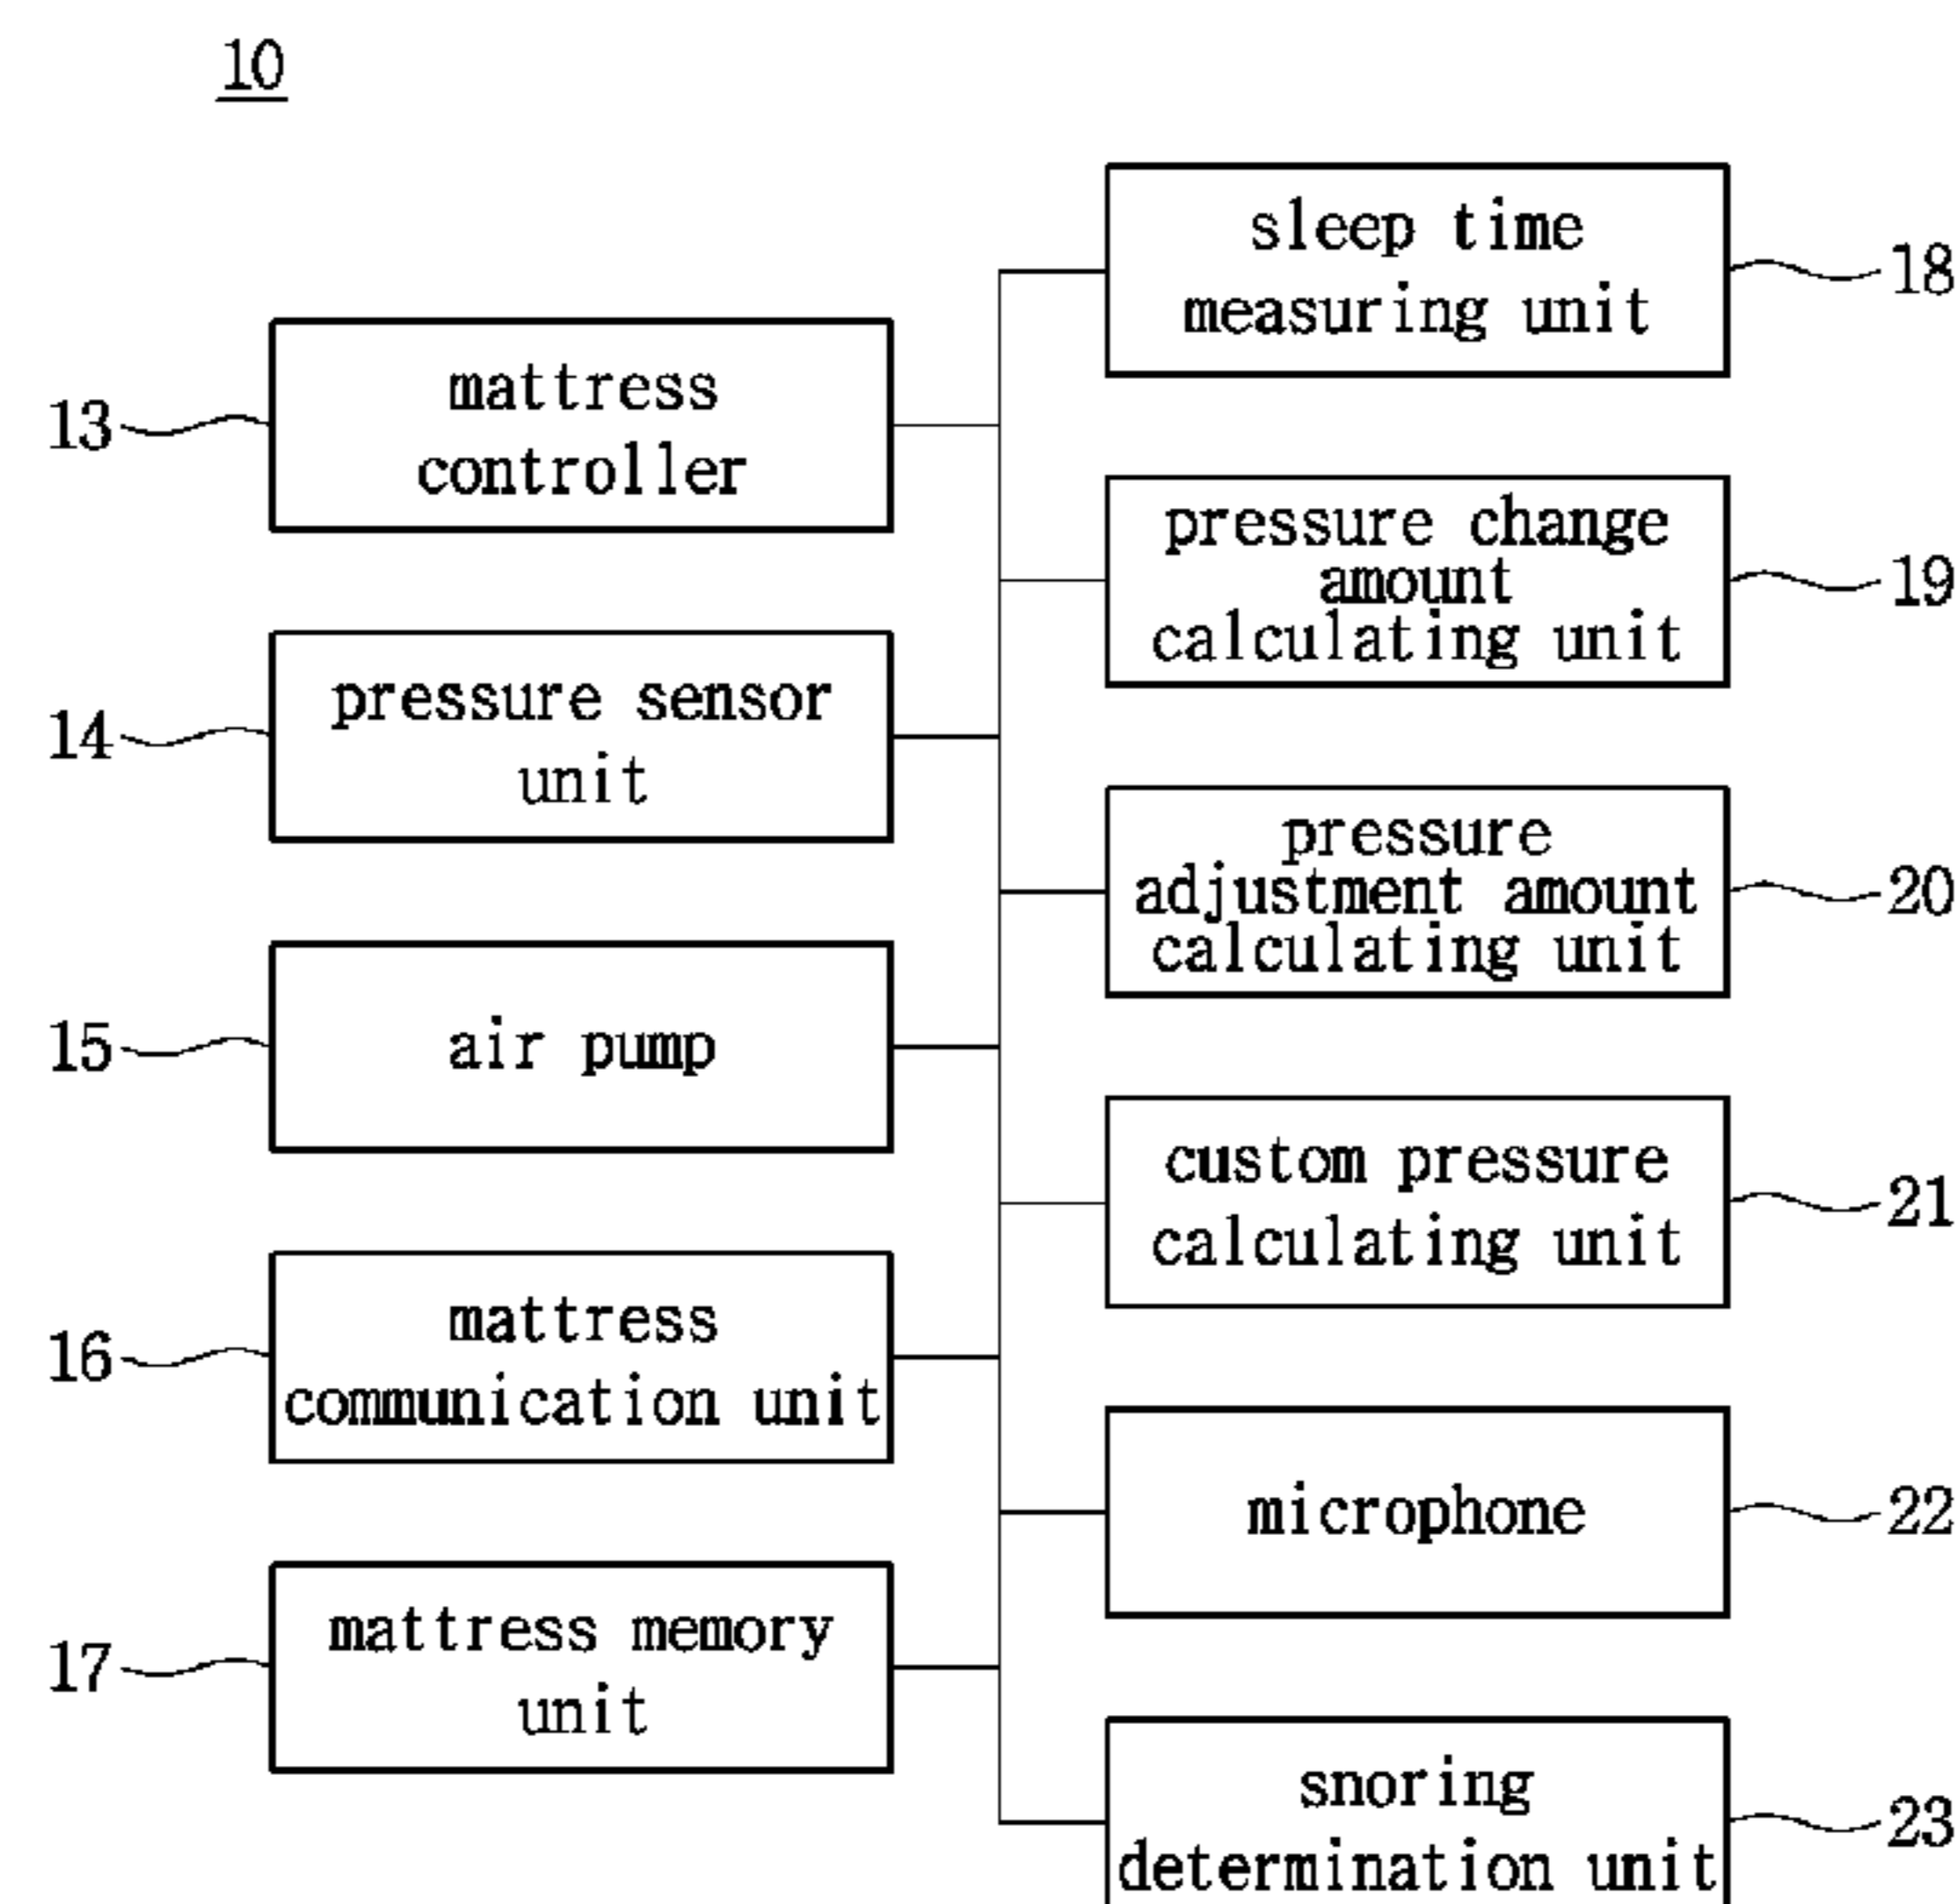 10
13
mattress
controller
14
pressure sensor
unit
15
air pump
16
mattress
communication unit
17
mattress memory
unit
sleep time
measuring unit
18
pressure change
amount
calculating unit
19
pressure
adjustment amount
calculating unit
20
custom pressure
calculating unit
21
microphone
22
snoring
determination unit
23